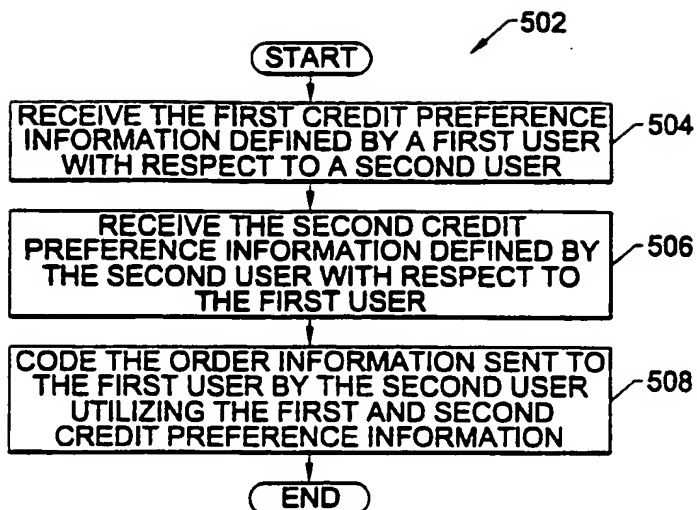 502
START
RECEIVE THE FIRST CREDIT PREFERENCE
INFORMATION DEFINED BY A FIRST USER
WITH RESPECT TO A SECOND USER
504
RECEIVE THE SECOND CREDIT
PREFERENCE INFORMATION DEFINED BY
THE SECOND USER WITH RESPECT TO
THE FIRST USER
506
CODE THE ORDER INFORMATION SENT TO
THE FIRST USER BY THE SECOND USER
UTILIZING THE FIRST AND SECOND
CREDIT PREFERENCE INFORMATION
508
END